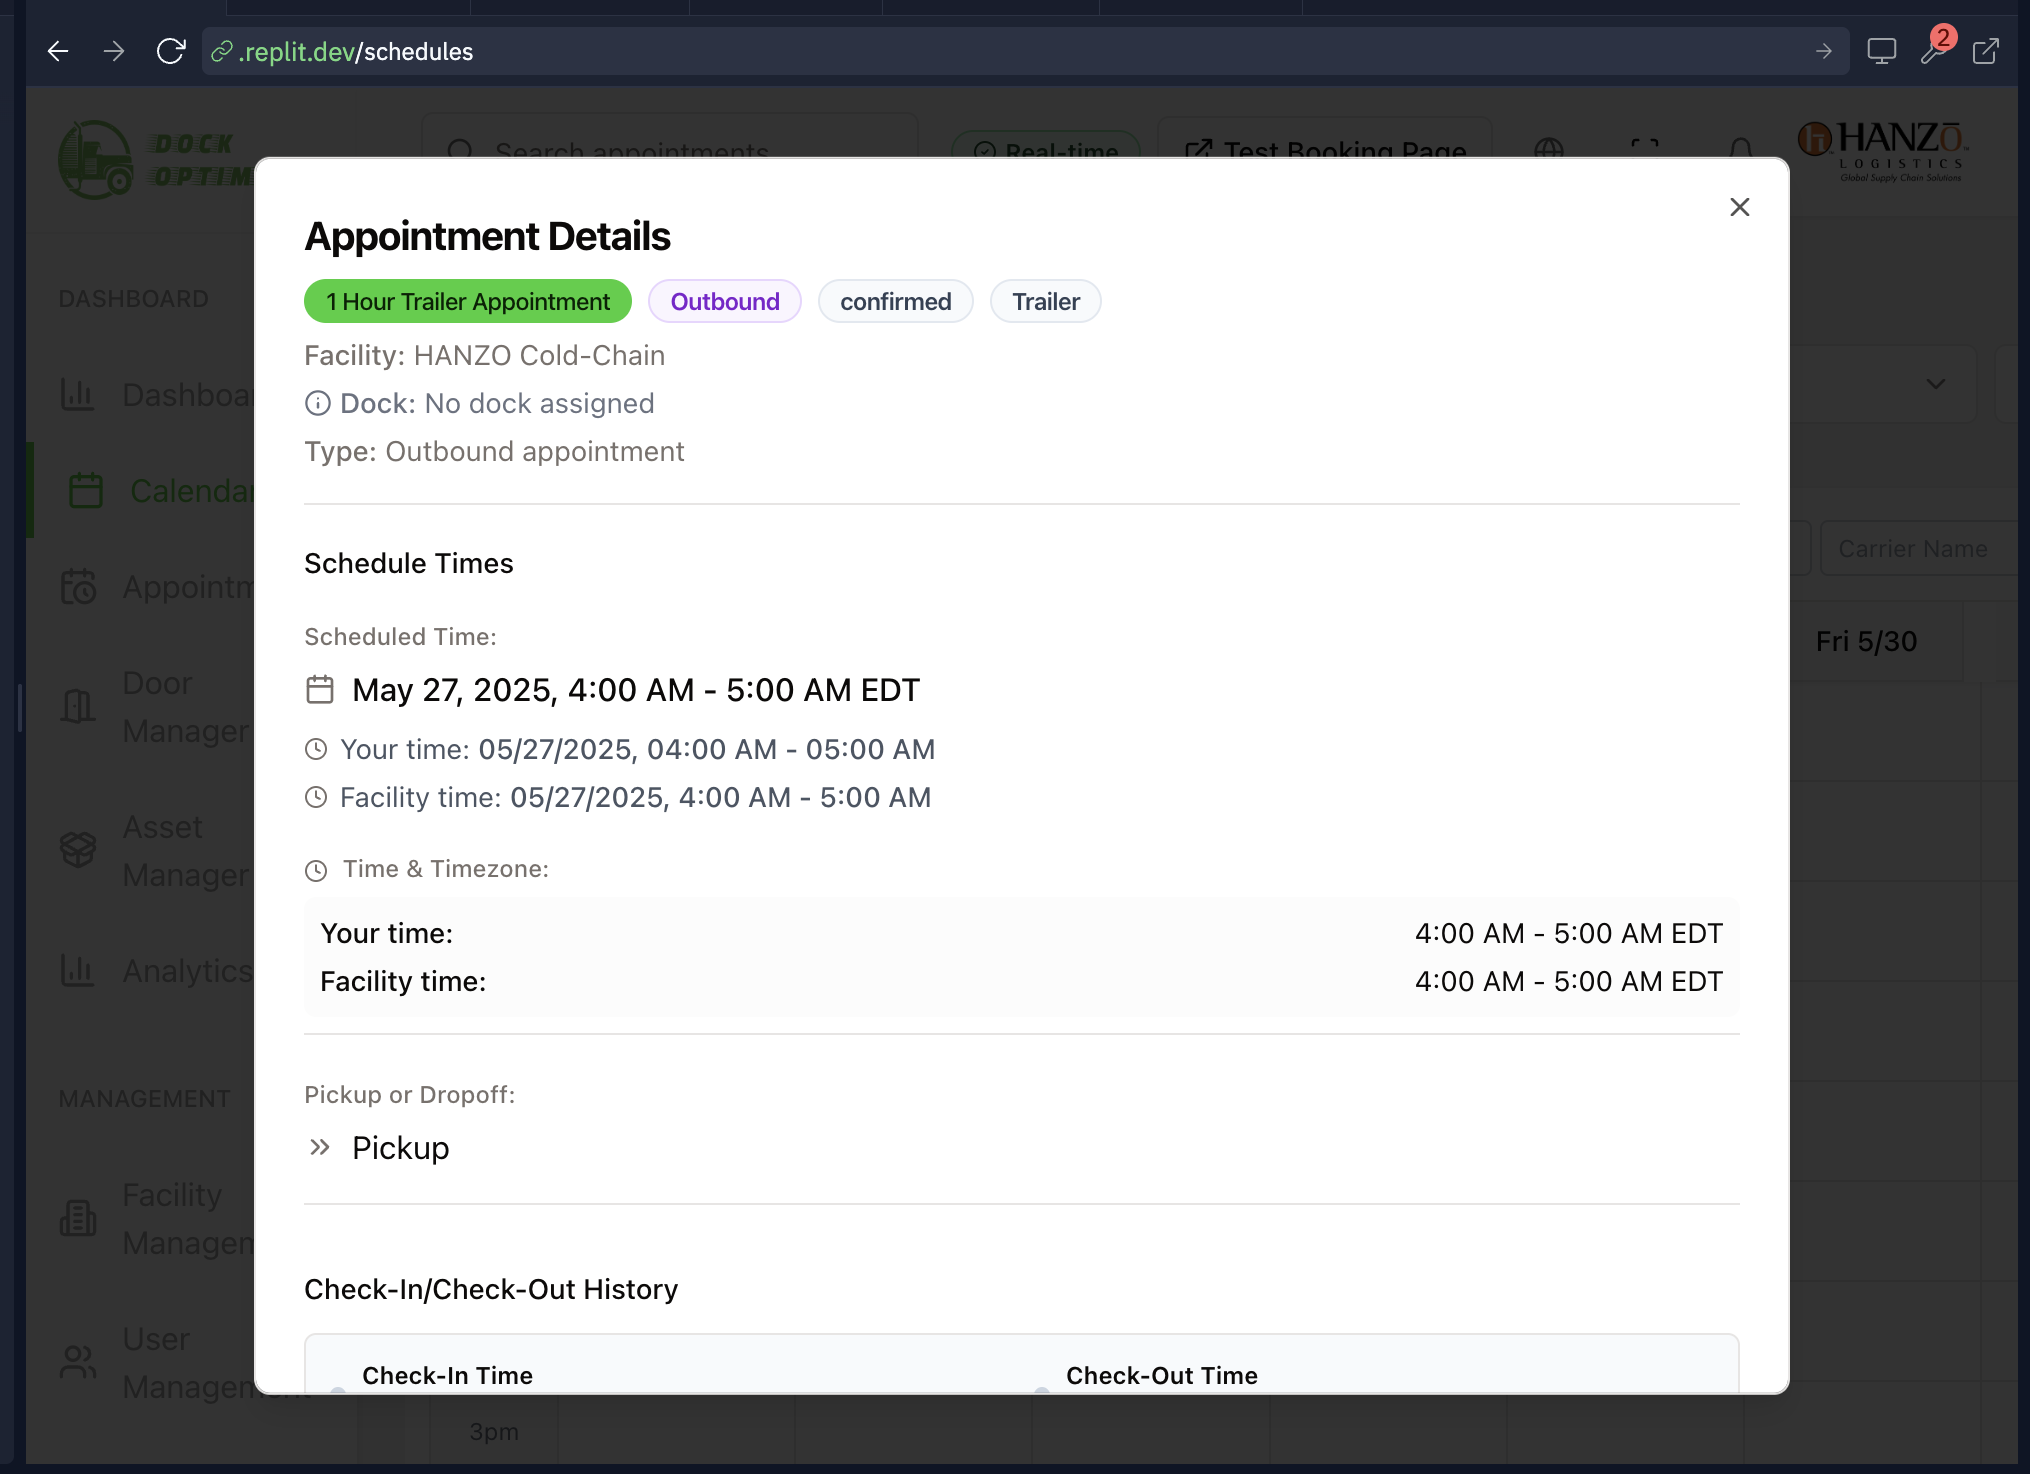 .replit.dev/schedules
2
DOCK
OPTIM
Search appointments
Real-time
Test Booking Page
HANZŌ
LOGISTICS
Global Supply Chain Solutions
DASHBOARD
Dashboa
Calendar
Appointm
Door
Manager
Asset
Manager
Analytics
MANAGEMENT
Facility
Managem
User
Management
Appointment Details
1 Hour Trailer Appointment
Outbound
confirmed
Trailer
Facility: HANZO Cold-Chain
Dock: No dock assigned
Type: Outbound appointment
Schedule Times
Scheduled Time:
May 27, 2025, 4:00 AM - 5:00 AM EDT
Your time: 05/27/2025, 04:00 AM - 05:00 AM
Facility time: 05/27/2025, 4:00 AM - 5:00 AM
Time & Timezone:
Your time: 4:00 AM - 5:00 AM EDT
Facility time: 4:00 AM - 5:00 AM EDT
Pickup or Dropoff:
Pickup
Check-In/Check-Out History
Check-In Time
Check-Out Time
Carrier Name
Fri 5/30
3pm